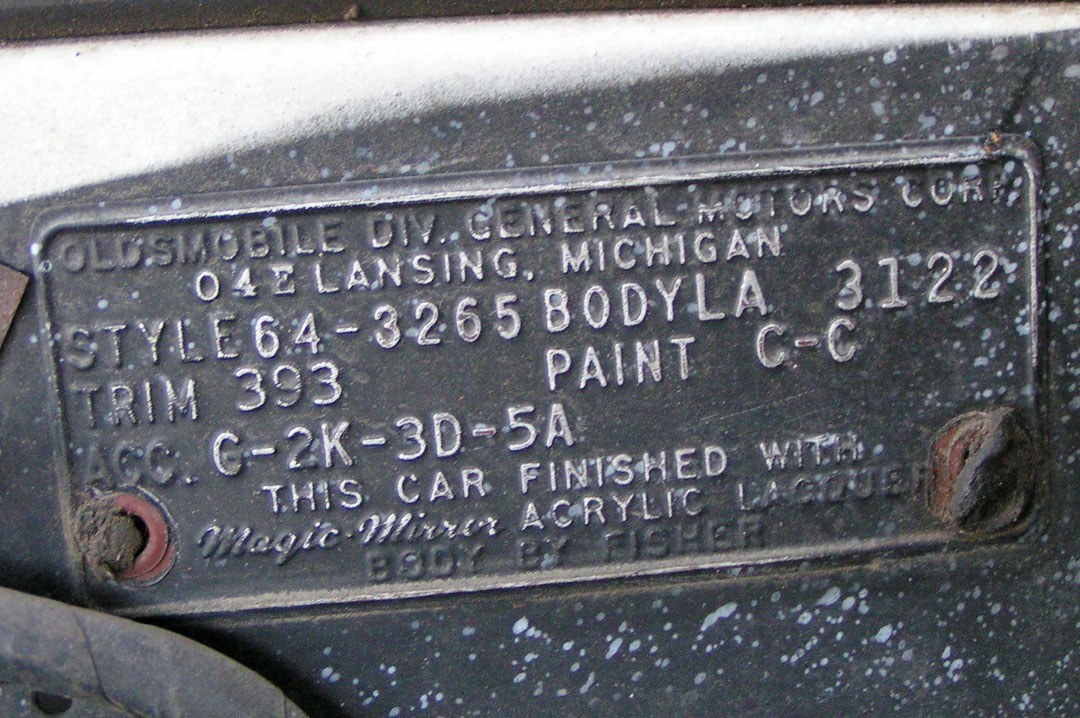 OLDSMOBILE DIV. GENERAL MOTORS CORP.
04E LANSING, MICHIGAN
STYLE 64-3265 BODY LA 3122
TRIM 393 PAINT C-C
ACC. G-2K-3D-5A
THIS CAR FINISHED WITH
Magic-Mirror ACRYLIC LACQUER
BODY BY FISHER